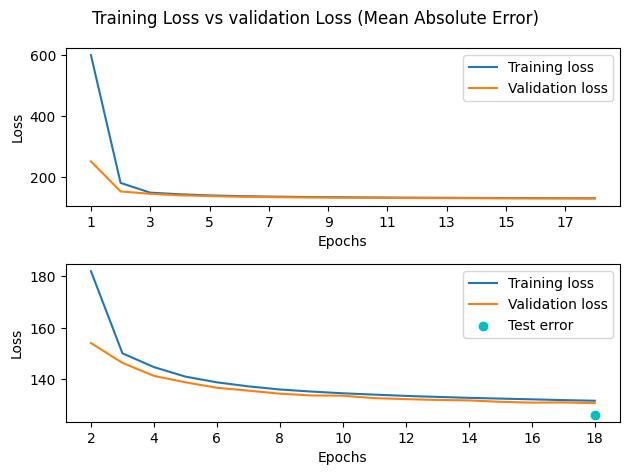 Training Loss vs validation Loss (Mean Absolute Error)
600
400
200
Loss
Training loss
Validation loss
1 3 5 7 9 11 13 15 17
Epochs
180
160
140
Loss
Training loss
Validation loss
Test error
2 4 6 8 10 12 14 16 18
Epochs